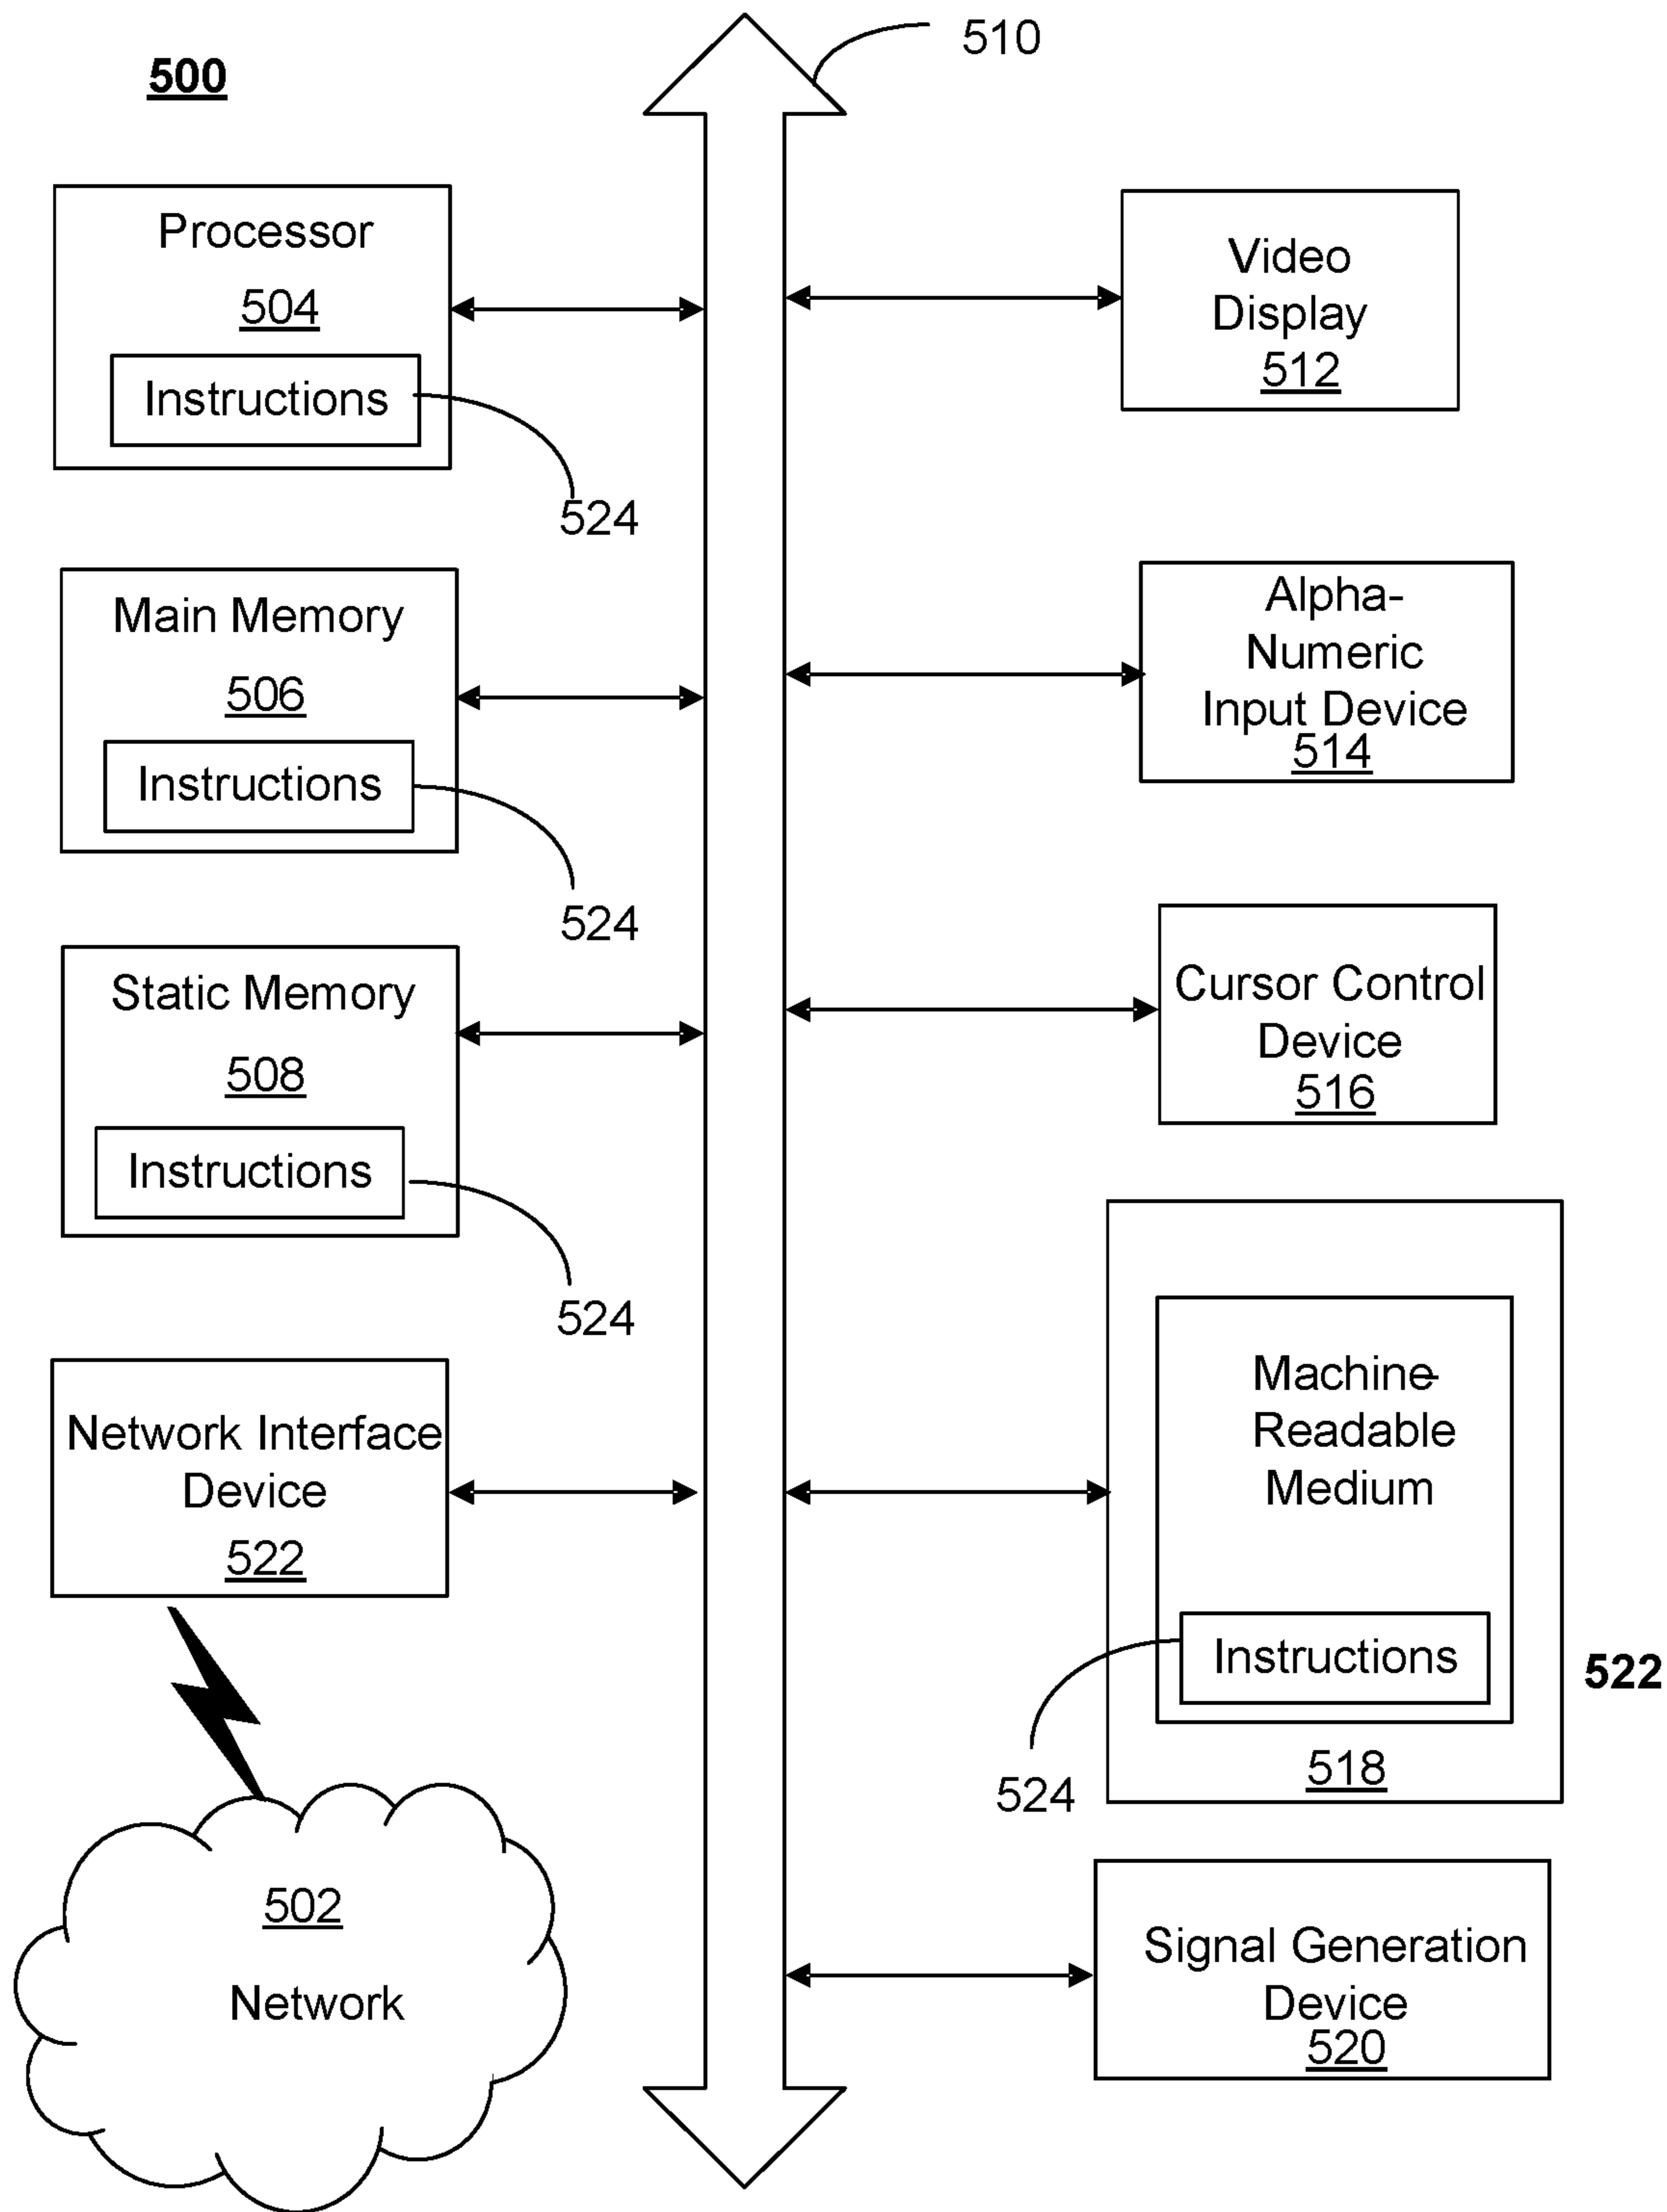 500
510
Processor
504
Instructions
524
Main Memory
506
Instructions
524
Static Memory
508
Instructions
524
Network Interface
Device
522
502
Network
Video
Display
512
Alpha-
Numeric
Input Device
514
Cursor Control
Device
516
Machine-
Readable
Medium
Instructions
524
518
522
Signal Generation
Device
520